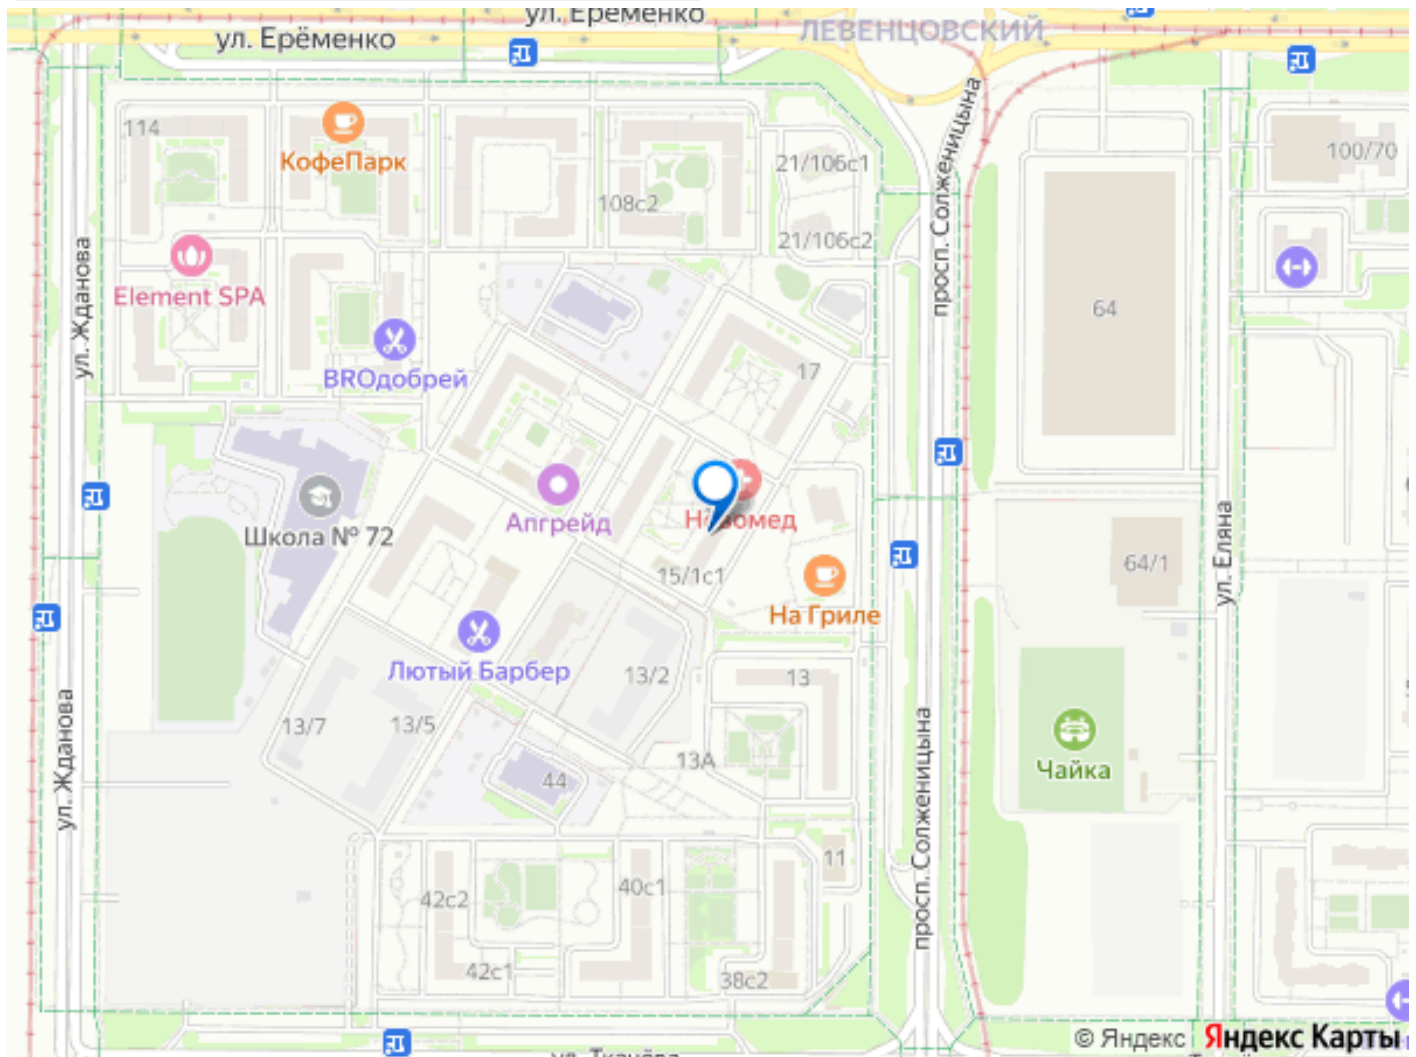 ул. Ерёменко
ул. Ерёменко
ЛЕВЕНЦОВСКИЙ
114
КофеПарк
108с2
21/106с1
21/106с2
просп. Солженицына
100/70
64
ул. Жданова
Element SPA
BROдобрей
17
Школа № 72
Апгрейд
15/1с1
На Гриле
64/1
ул. Еляна
Лютый Барбер
13/2
13
13/7
13/5
13А
44
Чайка
ул. Жданова
просп. Солженицына
11
42с2
40с1
42с1
38с2
© Яндекс Яндекс Карты
ул. Ткачёва